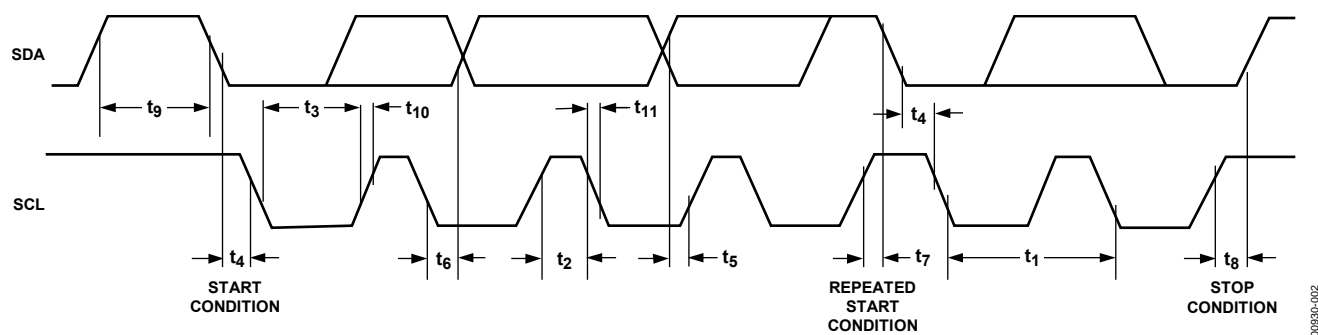 SDA
t9
t3
t10
t11
t4
SCL
t4
t6
t2
t5
t7
t1
t8
START
CONDITION
REPEATED
START
CONDITION
STOP
CONDITION
00930-002